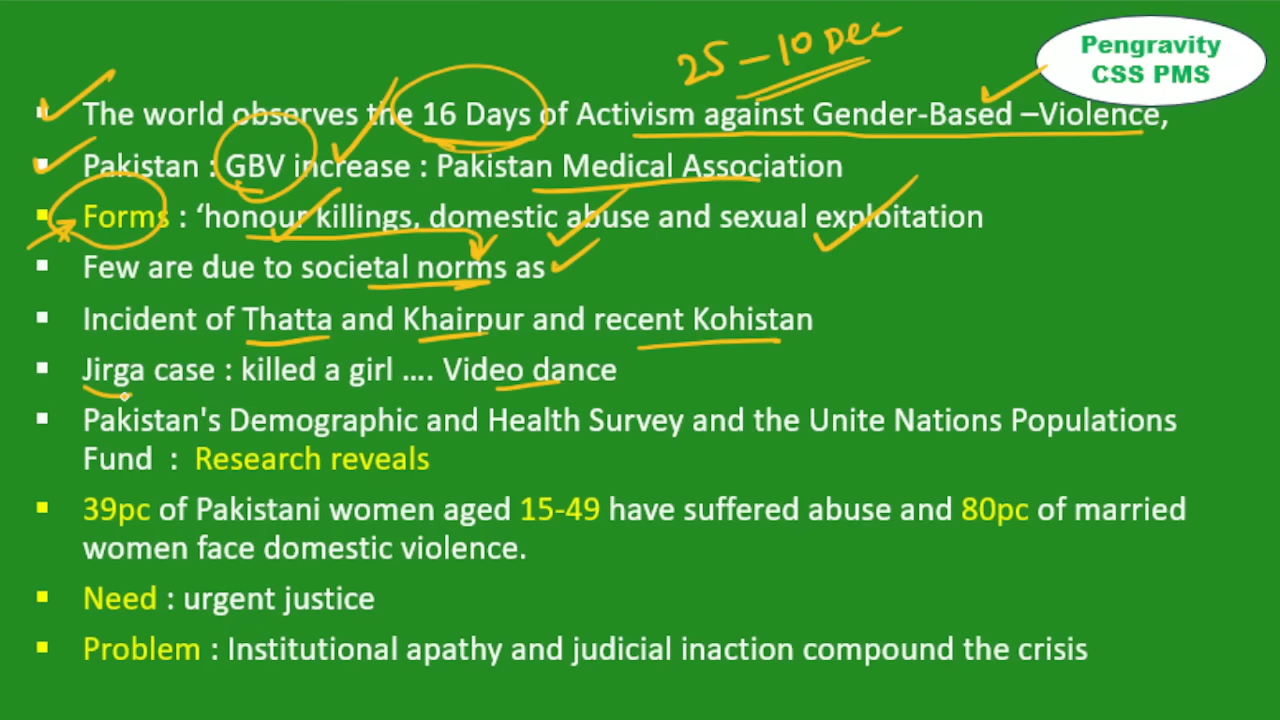 25 – 10 Dec
Pengravity
CSS PMS
The world observes the 16 Days of Activism against Gender-Based –Violence,
Pakistan : GBV increase : Pakistan Medical Association
Forms : ‘honour killings, domestic abuse and sexual exploitation
Few are due to societal norms as
Incident of Thatta and Khairpur and recent Kohistan
Jirga case : killed a girl .... Video dance
Pakistan's Demographic and Health Survey and the Unite Nations Populations
Fund : Research reveals
39pc of Pakistani women aged 15-49 have suffered abuse and 80pc of married
women face domestic violence.
Need : urgent justice
Problem : Institutional apathy and judicial inaction compound the crisis